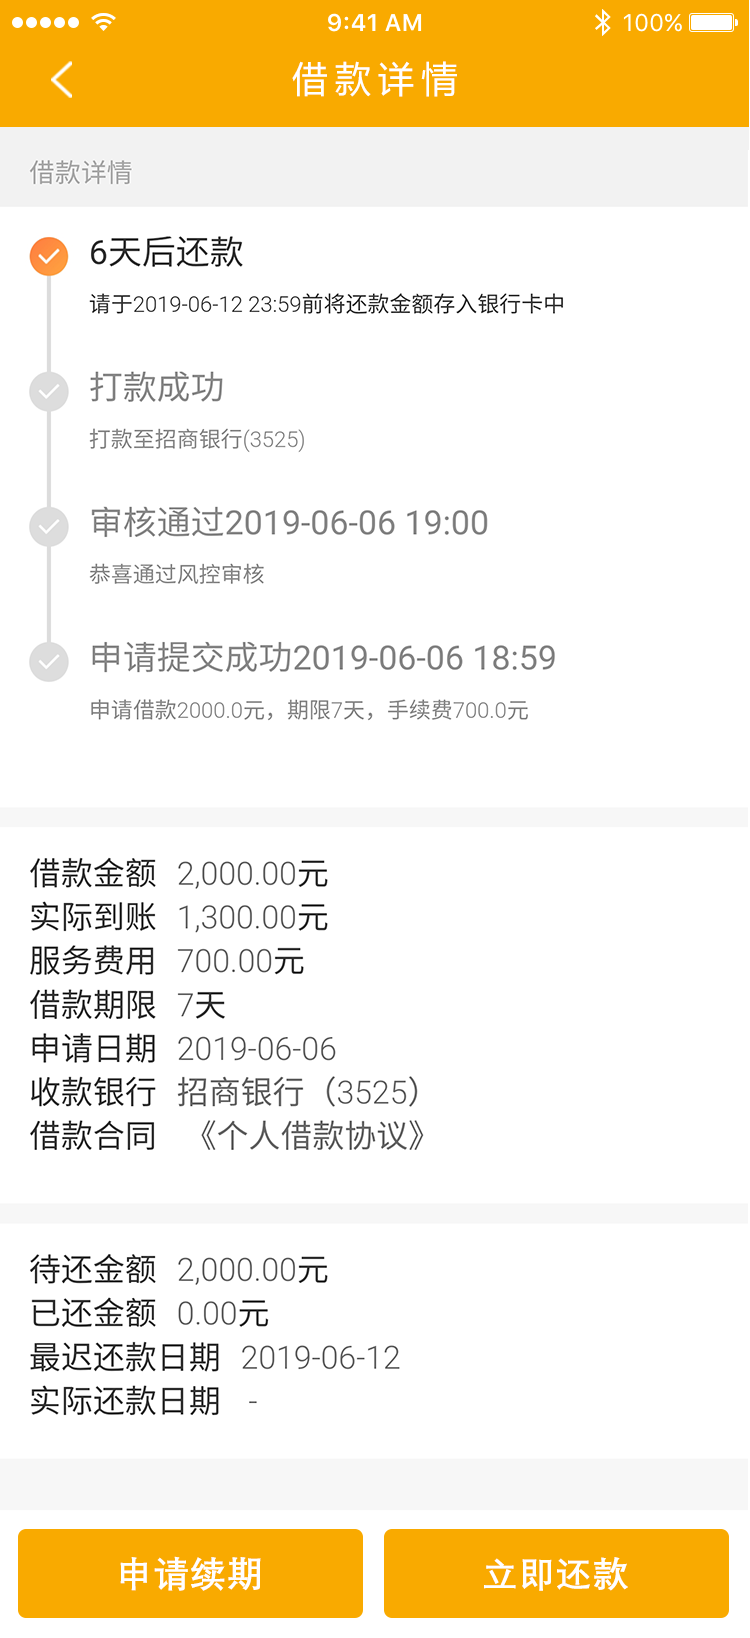 9:41 AM 100%
借款详情
借款详情
6天后还款
请于2019-06-12 23:59前将还款金额存入银行卡中
打款成功
打款至招商银行(3525)
审核通过2019-06-06 19:00
恭喜通过风控审核
申请提交成功2019-06-06 18:59
申请借款2000.0元，期限7天，手续费700.0元
借款金额 2,000.00元
实际到账 1,300.00元
服务费用 700.00元
借款期限 7天
申请日期 2019-06-06
收款银行 招商银行（3525）
借款合同 《个人借款协议》
待还金额 2,000.00元
已还金额 0.00元
最迟还款日期 2019-06-12
实际还款日期 -
申请续期 立即还款